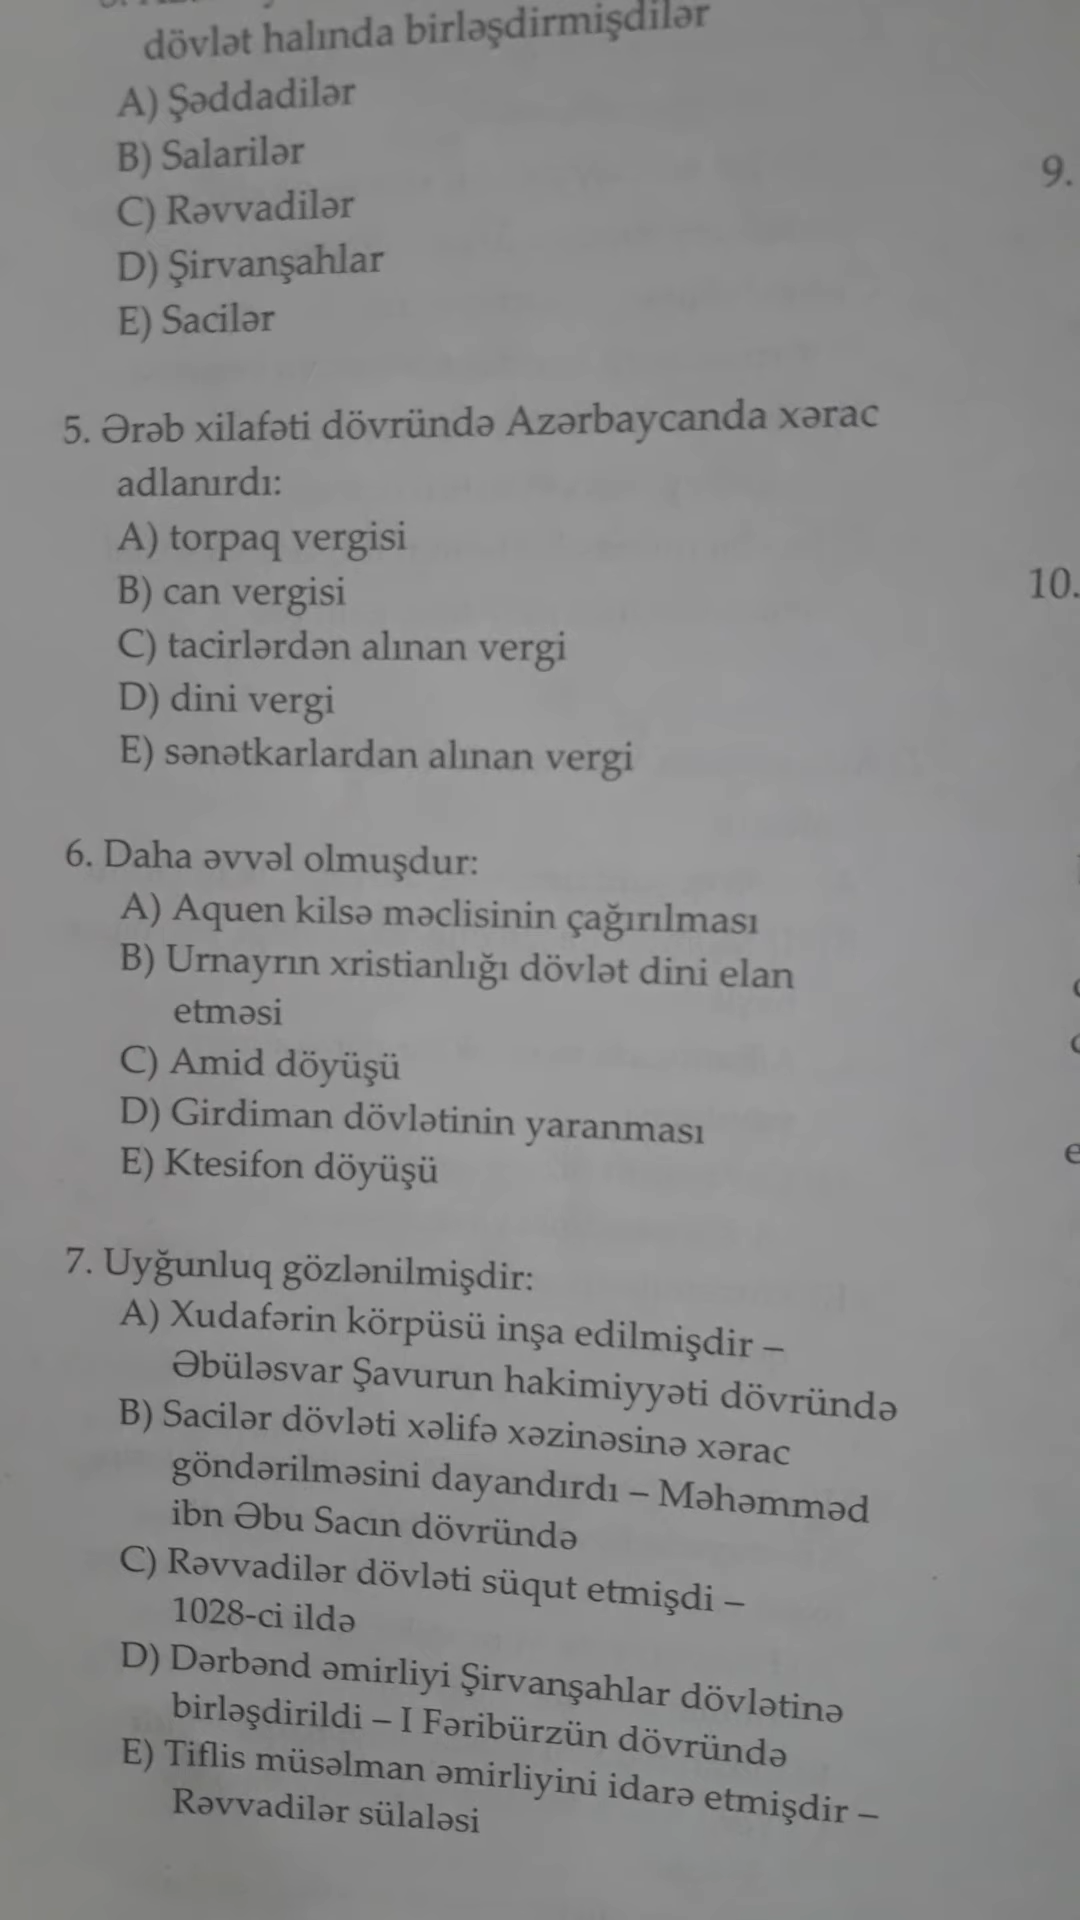 dövlət halında birləşdirmişdilər
A) Şəddadilər
B) Salarilər
C) Rəvvadilər
D) Şirvanşahlar
E) Sacilər
5. Ərəb xilafəti dövründə Azərbaycanda xərac
adlanırdı:
A) torpaq vergisi
B) can vergisi
C) tacirlərdən alınan vergi
D) dini vergi
E) sənətkarlardan alınan vergi
6. Daha əvvəl olmuşdur:
A) Aquen kilsə məclisinin çağırılması
B) Urnayrın xristianlığı dövlət dini elan
etməsi
C) Amid döyüşü
D) Girdiman dövlətinin yaranması
E) Ktesifon döyüşü
7. Uyğunluq gözlənilmişdir:
A) Xudafərin körpüsü inşa edilmişdir –
Əbüləsvar Şavurun hakimiyyəti dövründə
B) Sacilər dövləti xəlifə xəzinəsinə xərac
göndərilməsini dayandırdı – Məhəmməd
ibn Əbu Sacın dövründə
C) Rəvvadilər dövləti süqut etmişdi –
1028-ci ildə
D) Dərbənd əmirliyi Şirvanşahlar dövlətinə
birləşdirildi – I Fəribürzün dövründə
E) Tiflis müsəlman əmirliyini idarə etmişdir –
Rəvvadilər sülaləsi
9.
10.